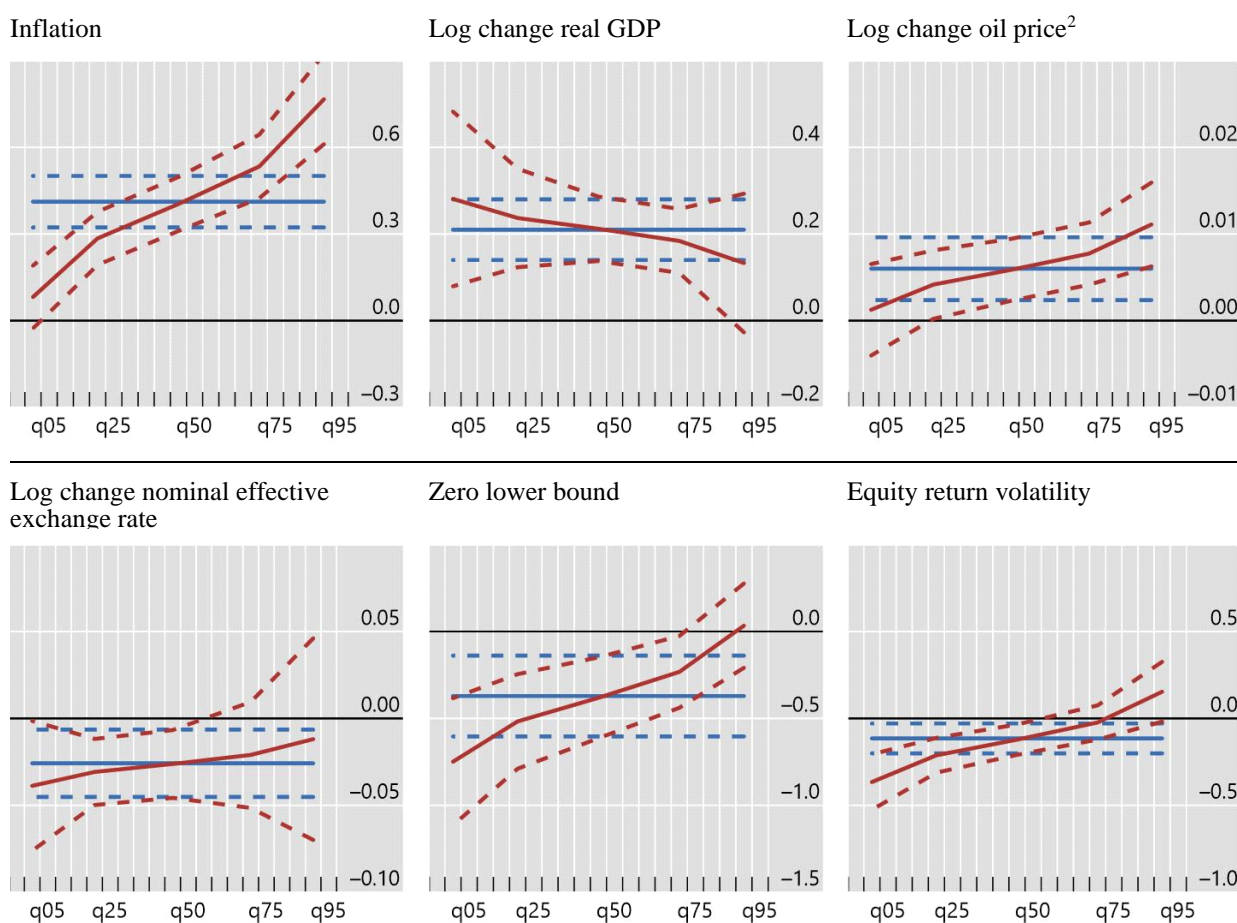 Inflation
Log change real GDP
Log change oil price²
0.6
0.3
0.0
–0.3
0.4
0.2
0.0
–0.2
0.02
0.01
0.00
–0.01
q05 q25 q50 q75 q95
q05 q25 q50 q75 q95
q05 q25 q50 q75 q95
Log change nominal effective
exchange rate
Zero lower bound
Equity return volatility
0.05
0.00
–0.05
–0.10
0.0
–0.5
–1.0
–1.5
0.5
0.0
–0.5
–1.0
q05 q25 q50 q75 q95
q05 q25 q50 q75 q95
q05 q25 q50 q75 q95